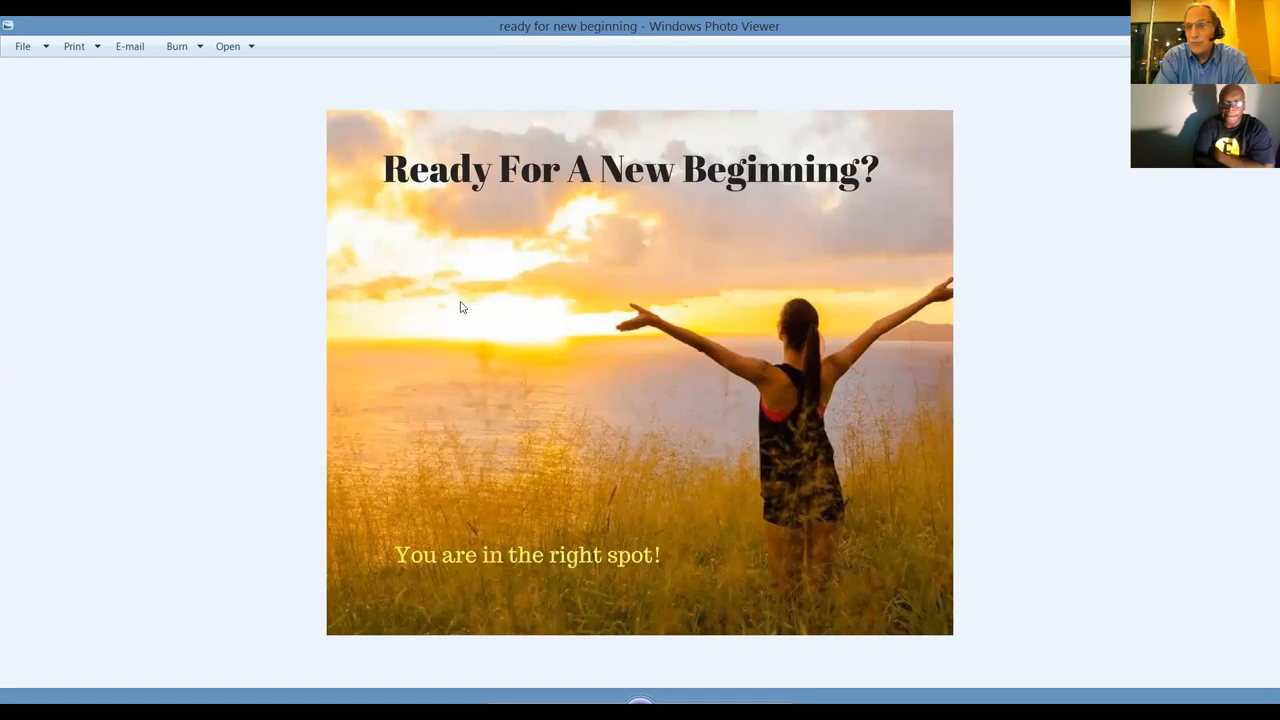 ready for new beginning - Windows Photo Viewer
File Print E-mail Burn Open
Ready For A New Beginning?
You are in the right spot!